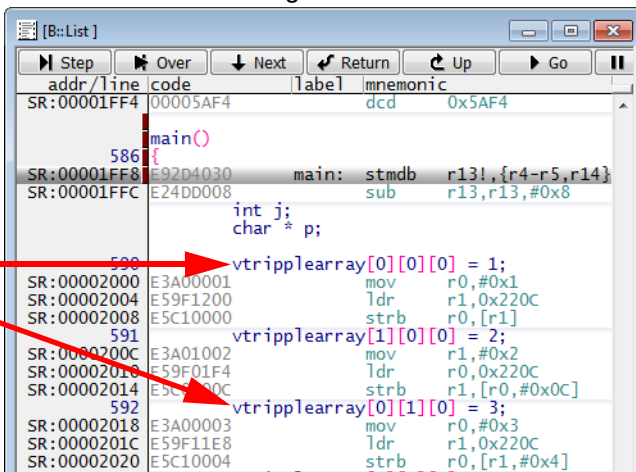 [B::List ]
Step Over Next Return Up Go
addr/line code label mnemonic
SR:00001FF4 00005AF4 dcd 0x5AF4
main()
586 {
SR:00001FF8 E92D4030 main: stmdb r13!,{r4-r5,r14}
SR:00001FFC E24DD008 sub r13,r13,#0x8
int j;
char * p;
590 vtripplearray[0][0][0] = 1;
SR:00002000 E3A00001 mov r0,#0x1
SR:00002004 E59F1200 ldr r1,0x220C
SR:00002008 E5C10000 strb r0,[r1]
591 vtripplearray[1][0][0] = 2;
SR:0000200C E3A01002 mov r1,#0x2
SR:00002010 E59F01F4 ldr r0,0x220C
SR:00002014 E5C0100C strb r1,[r0,#0x0C]
592 vtripplearray[0][1][0] = 3;
SR:00002018 E3A00003 mov r0,#0x3
SR:0000201C E59F11E8 ldr r1,0x220C
SR:00002020 E5C10004 strb r0,[r1,#0x4]